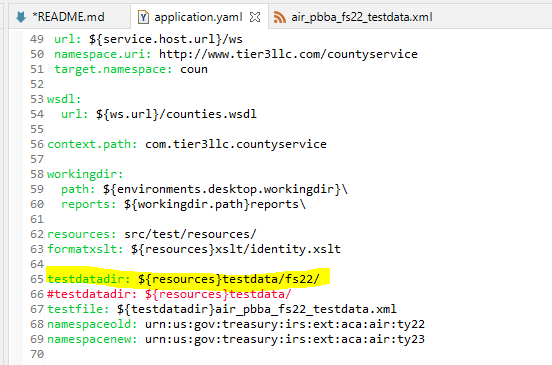 *README.md
application.yaml
air_pbba_fs22_testdata.xml
49 url: ${service.host.url}/ws
50 namespace.uri: http://www.tier3llc.com/countyservice
51 target.namespace: coun
52
53 wsdl:
54 url: ${ws.url}/counties.wsdl
55
56 context.path: com.tier3llc.countyservice
57
58 workingdir:
59 path: ${environments.desktop.workingdir}\
60 reports: ${workingdir.path}reports\
61
62 resources: src/test/resources/
63 formatxslt: ${resources}xslt/identity.xslt
64
65 testdatadir: ${resources}testdata/fs22/
66 #testdatadir: ${resources}testdata/
67 testfile: ${testdatadir}air_pbba_fs22_testdata.xml
68 namespaceold: urn:us:gov:treasury:irs:ext:aca:air:ty22
69 namespacenew: urn:us:gov:treasury:irs:ext:aca:air:ty23
70